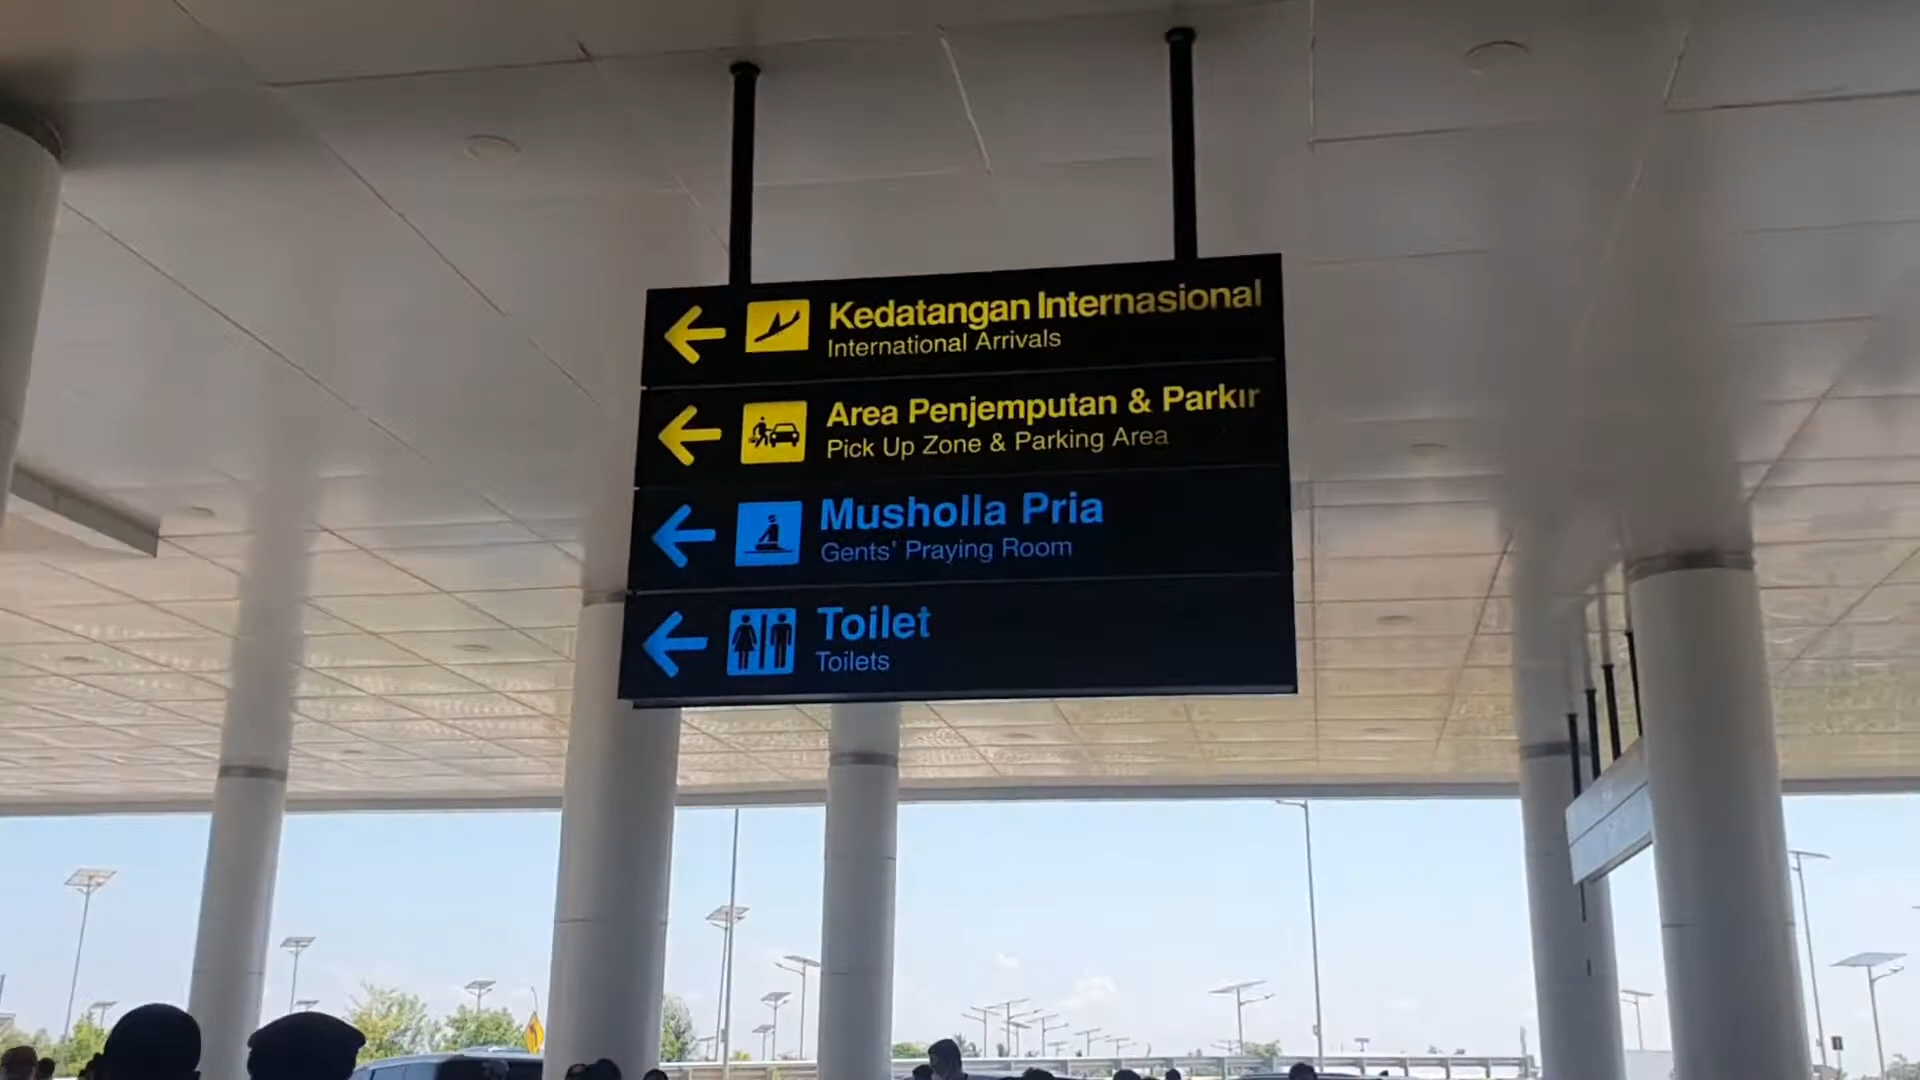 Kedatangan Internasional
International Arrivals
Area Penjemputan & Parkir
Pick Up Zone & Parking Area
Musholla Pria
Gents' Praying Room
Toilet
Toilets